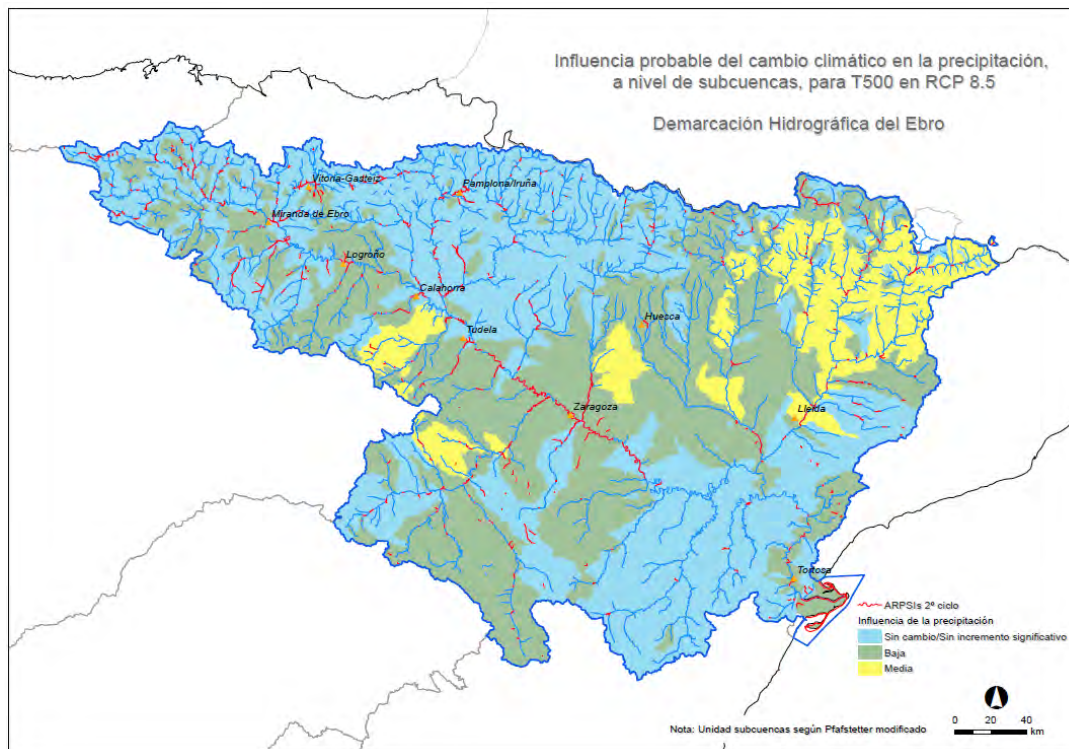 Influencia probable del cambio climático en la precipitación,
a nivel de subcuencas, para T500 en RCP 8.5
Demarcación Hidrográfica del Ebro
Vitoria-Gasteiz
Pamplona/Iruña
Miranda de Ebro
Logroño
Calahorra
Tudela
Huesca
Zaragoza
Lleida
Tortosa
ARPSIs 2º ciclo
Influencia de la precipitación
Sin cambio/Sin incremento significativo
Baja
Media
Nota: Unidad subcuencas según Pfafstetter modificado
0 20 40
km